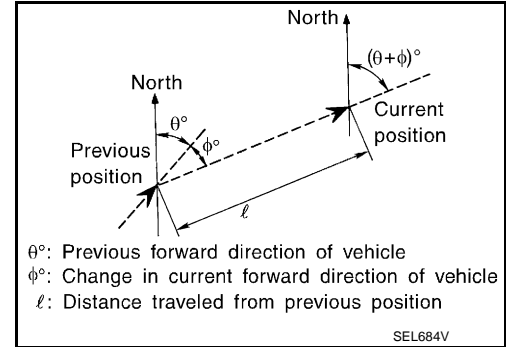 North
(θ+ϕ)°
North
θ°
ϕ°
Current
position
Previous
position
ℓ
θ°: Previous forward direction of vehicle
ϕ°: Change in current forward direction of vehicle
ℓ: Distance traveled from previous position
SEL684V